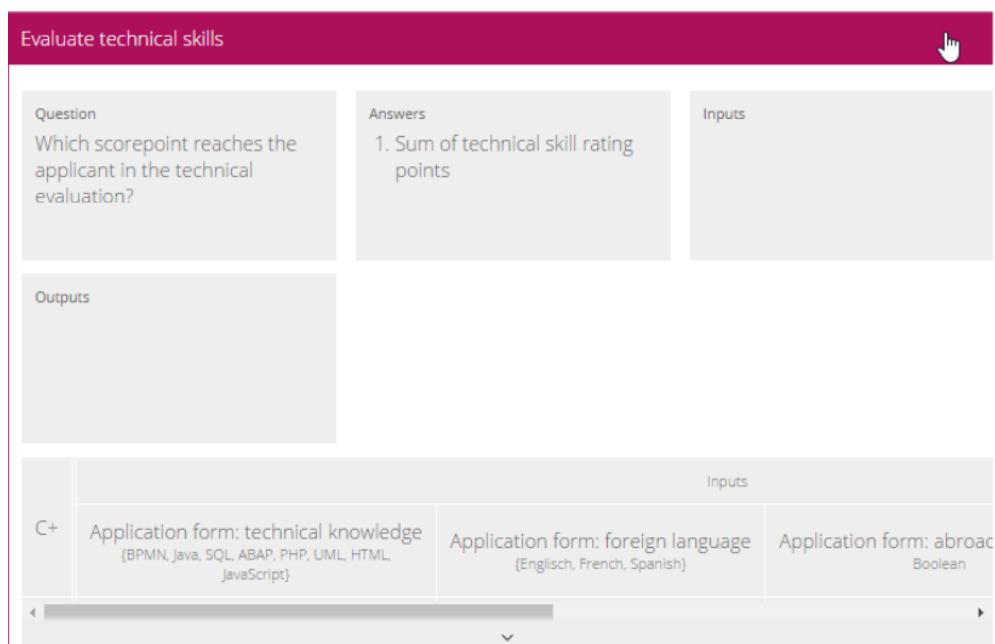 Evaluate technical skills
Question
Which scorepoint reaches the
applicant in the technical
evaluation?
Answers
1. Sum of technical skill rating
points
Inputs
Outputs
Inputs
C+
Application form: technical knowledge
{BPMN, Java, SQL, ABAP, PHP, UML, HTML,
JavaScript}
Application form: foreign language
{Englisch, French, Spanish}
Application form: abroad
Boolean